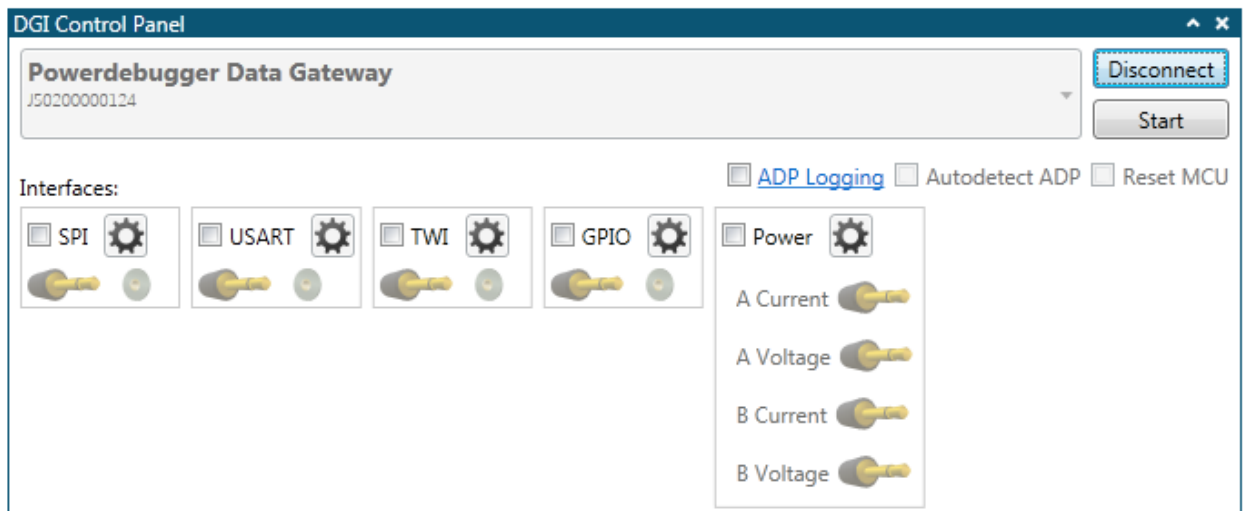 DGI Control Panel
Powerdebugger Data Gateway
J50200000124
Disconnect
Start
ADP Logging Autodetect ADP Reset MCU
Interfaces:
SPI USART TWI GPIO Power
A Current
A Voltage
B Current
B Voltage